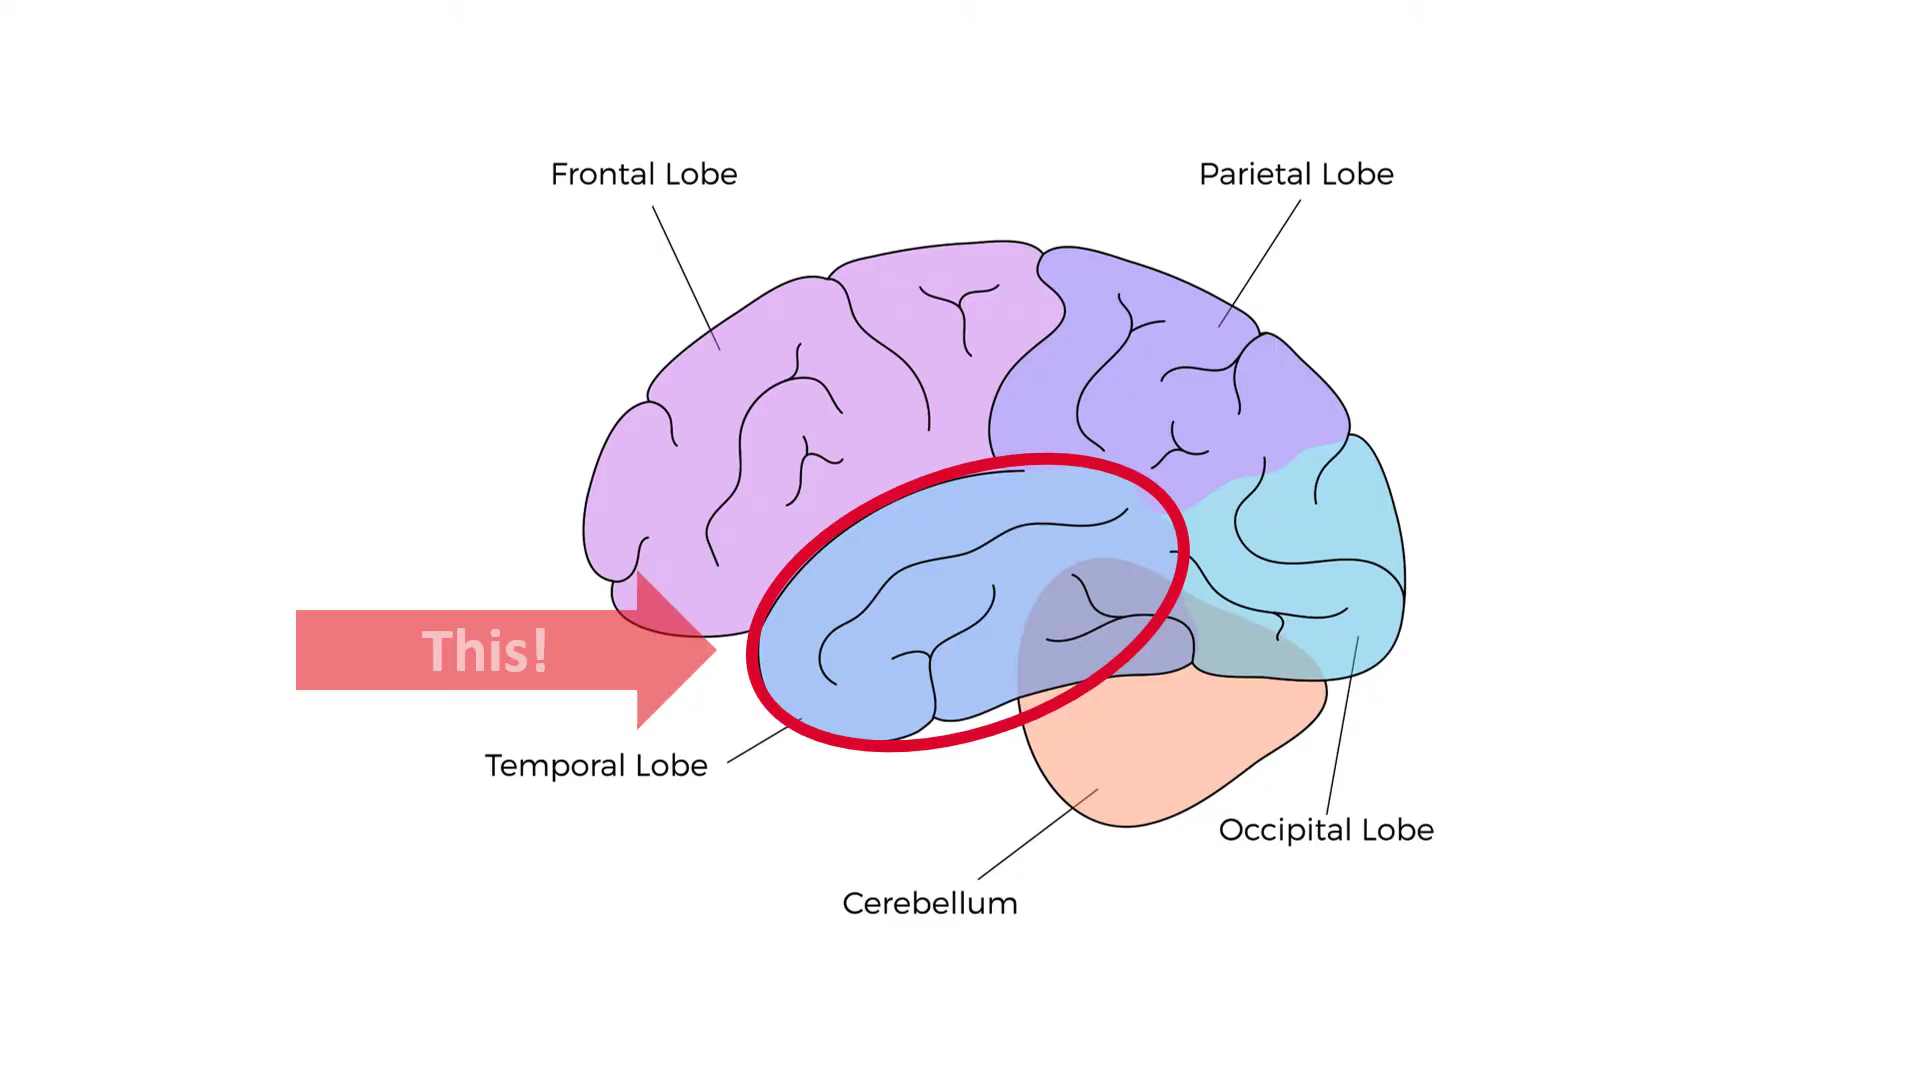 Frontal Lobe
Parietal Lobe
This!
Temporal Lobe
Occipital Lobe
Cerebellum